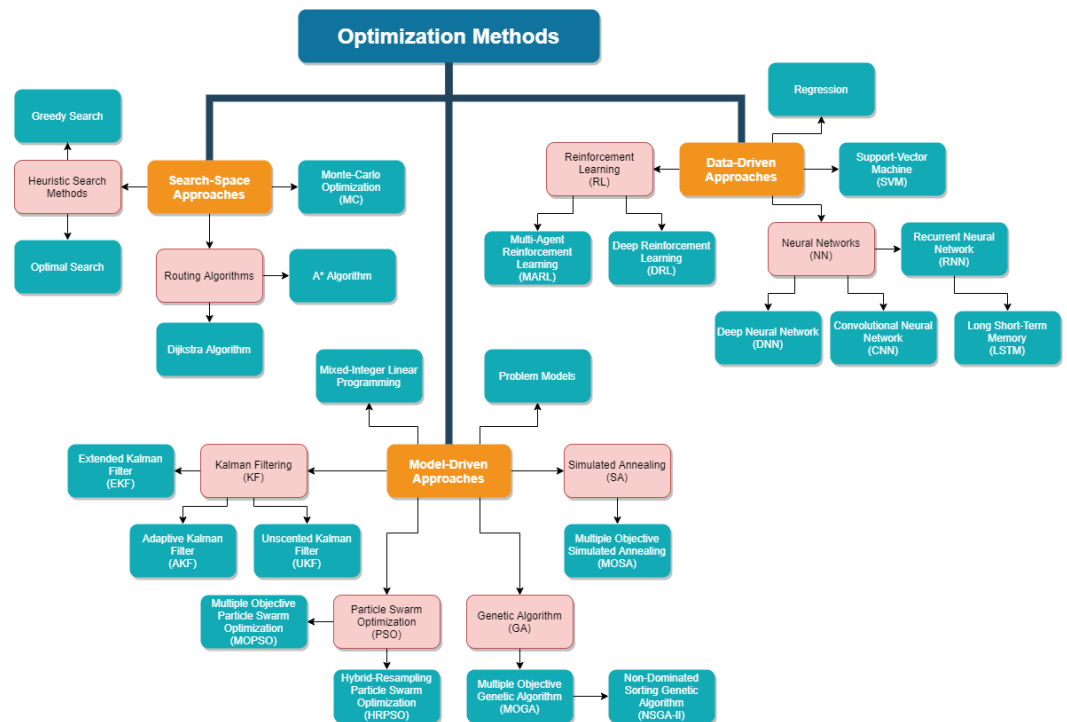 Optimization Methods
Greedy Search
Heuristic Search
Methods
Optimal Search
Search-Space
Approaches
Monte-Carlo
Optimization
(MC)
Routing Algorithms
A* Algorithm
Dijkstra Algorithm
Regression
Reinforcement
Learning
(RL)
Data-Driven
Approaches
Support-Vector
Machine
(SVM)
Multi-Agent
Reinforcement
Learning
(MARL)
Deep Reinforcement
Learning
(DRL)
Neural Networks
(NN)
Recurrent Neural
Network
(RNN)
Deep Neural Network
(DNN)
Convolutional Neural
Network
(CNN)
Long Short-Term
Memory
(LSTM)
Mixed-Integer Linear
Programming
Problem Models
Extended Kalman
Filter
(EKF)
Kalman Filtering
(KF)
Model-Driven
Approaches
Simulated Annealing
(SA)
Adaptive Kalman
Filter
(AKF)
Unscented Kalman
Filter
(UKF)
Multiple Objective
Simulated Annealing
(MOSA)
Multiple Objective
Particle Swarm
Optimization
(MOPSO)
Particle Swarm
Optimization
(PSO)
Genetic Algorithm
(GA)
Hybrid-Resampling
Particle Swarm
Optimization
(HRPSO)
Multiple Objective
Genetic Algorithm
(MOGA)
Non-Dominated
Sorting Genetic
Algorithm
(NSGA-II)